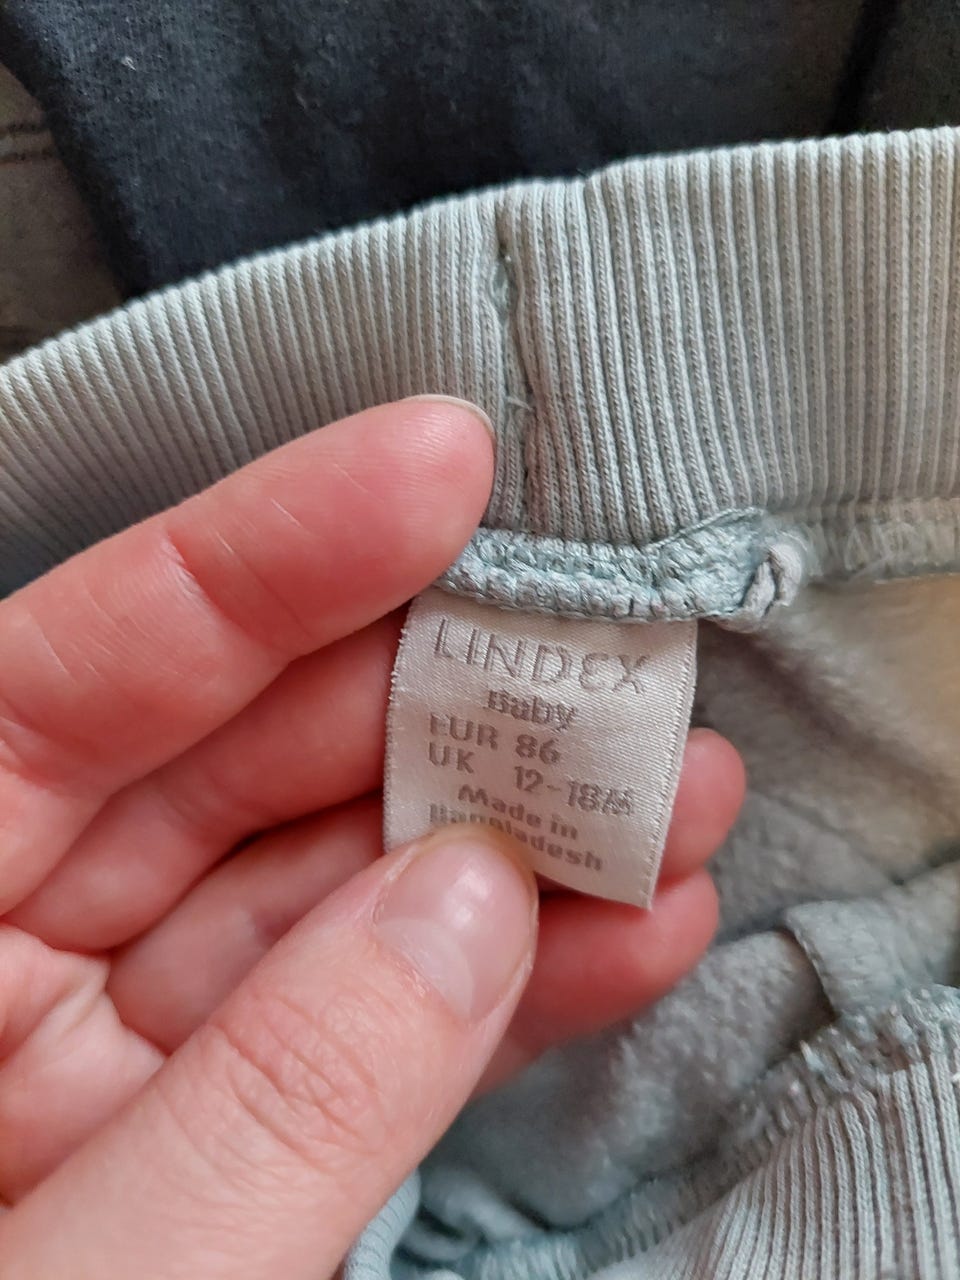 LINDEX
Baby
EUR 86
UK 12-18M
Made in
Bangladesh